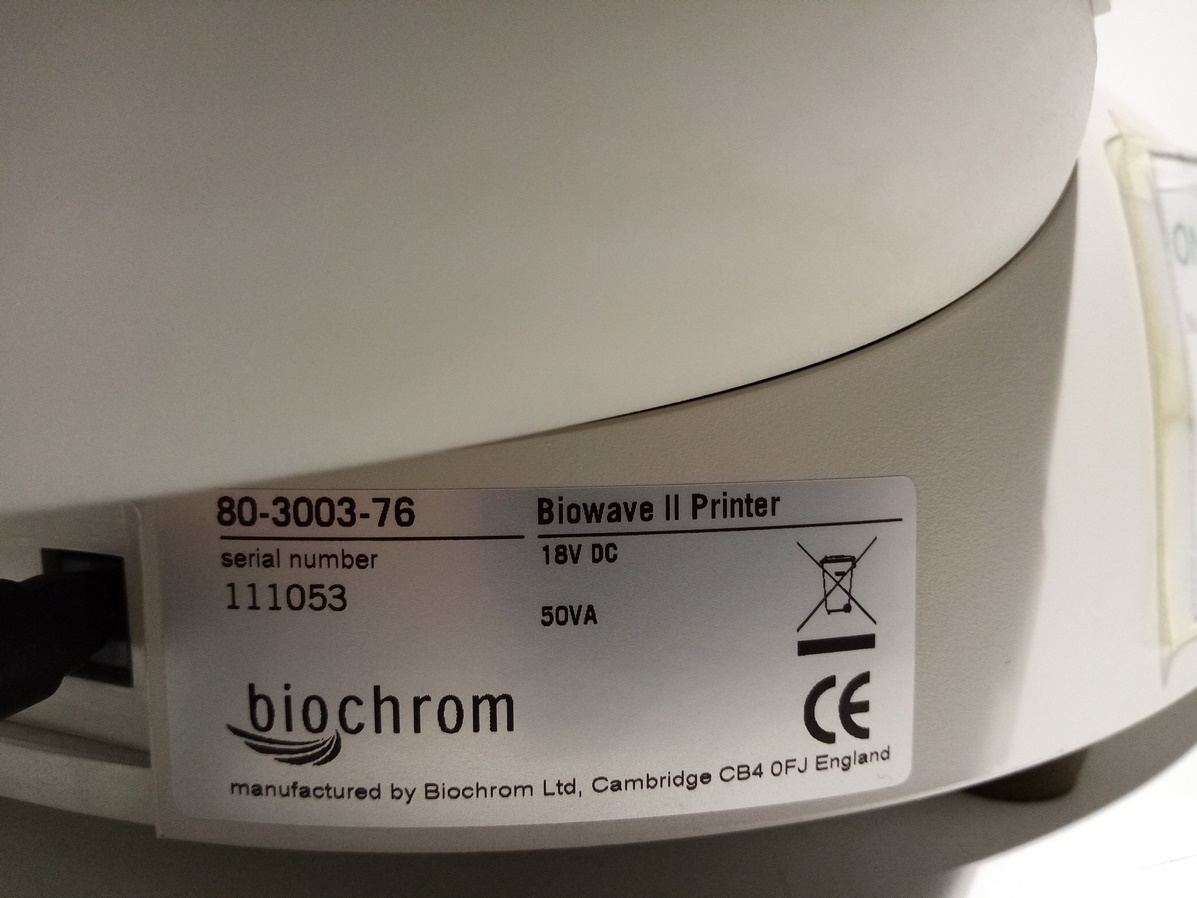 80-3003-76
serial number
111053
Biowave II Printer
18V DC
50VA
biochrom
CE
manufactured by Biochrom Ltd, Cambridge CB4 0FJ England